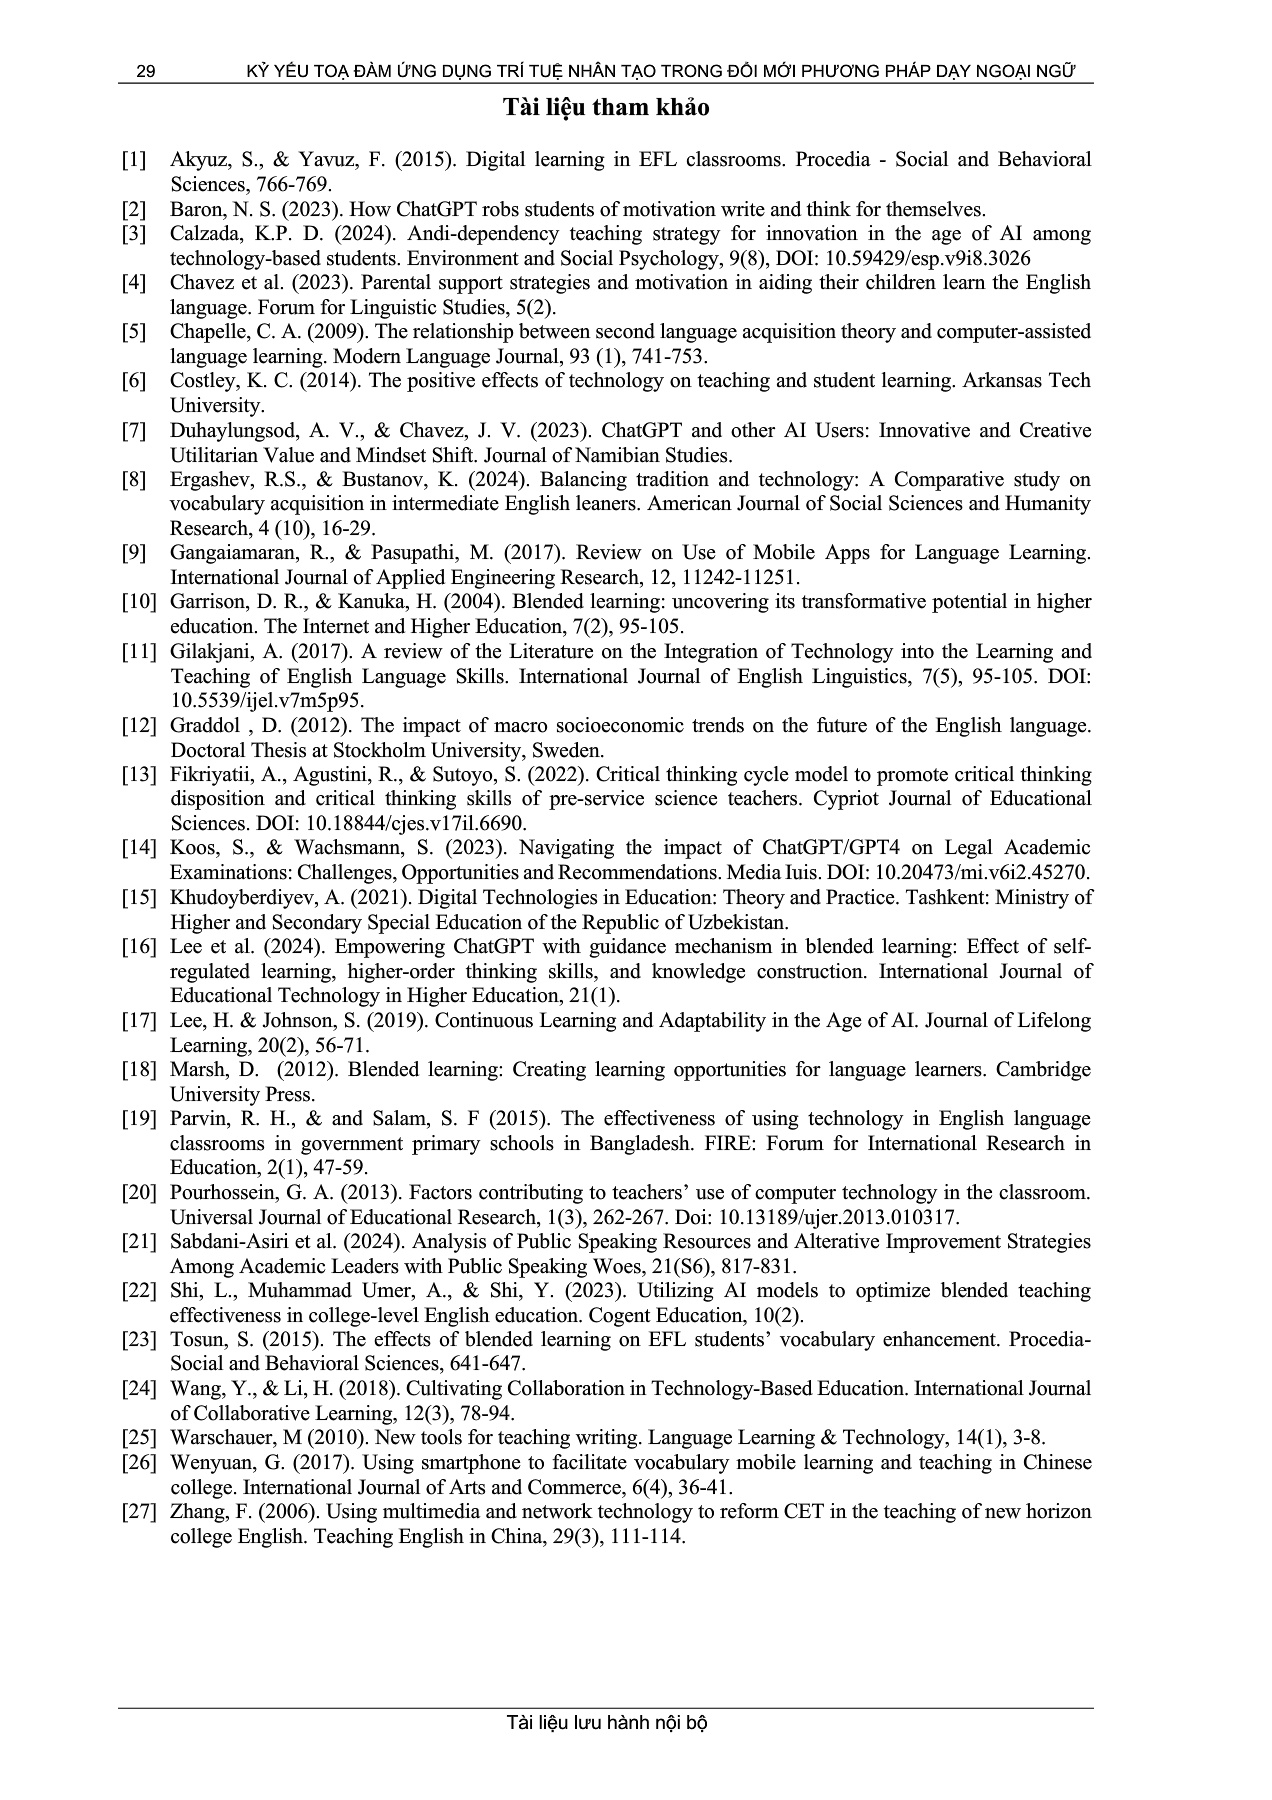 29 KỶ YẾU TOẠ ĐÀM ỨNG DỤNG TRÍ TUỆ NHÂN TẠO TRONG ĐỔI MỚI PHƯƠNG PHÁP DẠY NGOẠI NGỮ
Tài liệu tham khảo
[1] Akyuz, S., & Yavuz, F. (2015). Digital learning in EFL classrooms. Procedia - Social and Behavioral
Sciences, 766-769.
[2] Baron, N. S. (2023). How ChatGPT robs students of motivation write and think for themselves.
[3] Calzada, K.P. D. (2024). Andi-dependency teaching strategy for innovation in the age of AI among
technology-based students. Environment and Social Psychology, 9(8), DOI: 10.59429/esp.v9i8.3026
[4] Chavez et al. (2023). Parental support strategies and motivation in aiding their children learn the English
language. Forum for Linguistic Studies, 5(2).
[5] Chapelle, C. A. (2009). The relationship between second language acquisition theory and computer-assisted
language learning. Modern Language Journal, 93 (1), 741-753.
[6] Costley, K. C. (2014). The positive effects of technology on teaching and student learning. Arkansas Tech
University.
[7] Duhaylungsod, A. V., & Chavez, J. V. (2023). ChatGPT and other AI Users: Innovative and Creative
Utilitarian Value and Mindset Shift. Journal of Namibian Studies.
[8] Ergashev, R.S., & Bustanov, K. (2024). Balancing tradition and technology: A Comparative study on
vocabulary acquisition in intermediate English leaners. American Journal of Social Sciences and Humanity
Research, 4 (10), 16-29.
[9] Gangaiamaran, R., & Pasupathi, M. (2017). Review on Use of Mobile Apps for Language Learning.
International Journal of Applied Engineering Research, 12, 11242-11251.
[10] Garrison, D. R., & Kanuka, H. (2004). Blended learning: uncovering its transformative potential in higher
education. The Internet and Higher Education, 7(2), 95-105.
[11] Gilakjani, A. (2017). A review of the Literature on the Integration of Technology into the Learning and
Teaching of English Language Skills. International Journal of English Linguistics, 7(5), 95-105. DOI:
10.5539/ijel.v7m5p95.
[12] Graddol , D. (2012). The impact of macro socioeconomic trends on the future of the English language.
Doctoral Thesis at Stockholm University, Sweden.
[13] Fikriyatii, A., Agustini, R., & Sutoyo, S. (2022). Critical thinking cycle model to promote critical thinking
disposition and critical thinking skills of pre-service science teachers. Cypriot Journal of Educational
Sciences. DOI: 10.18844/cjes.v17il.6690.
[14] Koos, S., & Wachsmann, S. (2023). Navigating the impact of ChatGPT/GPT4 on Legal Academic
Examinations: Challenges, Opportunities and Recommendations. Media Iuis. DOI: 10.20473/mi.v6i2.45270.
[15] Khudoyberdiyev, A. (2021). Digital Technologies in Education: Theory and Practice. Tashkent: Ministry of
Higher and Secondary Special Education of the Republic of Uzbekistan.
[16] Lee et al. (2024). Empowering ChatGPT with guidance mechanism in blended learning: Effect of self-
regulated learning, higher-order thinking skills, and knowledge construction. International Journal of
Educational Technology in Higher Education, 21(1).
[17] Lee, H. & Johnson, S. (2019). Continuous Learning and Adaptability in the Age of AI. Journal of Lifelong
Learning, 20(2), 56-71.
[18] Marsh, D. (2012). Blended learning: Creating learning opportunities for language learners. Cambridge
University Press.
[19] Parvin, R. H., & and Salam, S. F (2015). The effectiveness of using technology in English language
classrooms in government primary schools in Bangladesh. FIRE: Forum for International Research in
Education, 2(1), 47-59.
[20] Pourhossein, G. A. (2013). Factors contributing to teachers’ use of computer technology in the classroom.
Universal Journal of Educational Research, 1(3), 262-267. Doi: 10.13189/ujer.2013.010317.
[21] Sabdani-Asiri et al. (2024). Analysis of Public Speaking Resources and Alterative Improvement Strategies
Among Academic Leaders with Public Speaking Woes, 21(S6), 817-831.
[22] Shi, L., Muhammad Umer, A., & Shi, Y. (2023). Utilizing AI models to optimize blended teaching
effectiveness in college-level English education. Cogent Education, 10(2).
[23] Tosun, S. (2015). The effects of blended learning on EFL students’ vocabulary enhancement. Procedia-
Social and Behavioral Sciences, 641-647.
[24] Wang, Y., & Li, H. (2018). Cultivating Collaboration in Technology-Based Education. International Journal
of Collaborative Learning, 12(3), 78-94.
[25] Warschauer, M (2010). New tools for teaching writing. Language Learning & Technology, 14(1), 3-8.
[26] Wenyuan, G. (2017). Using smartphone to facilitate vocabulary mobile learning and teaching in Chinese
college. International Journal of Arts and Commerce, 6(4), 36-41.
[27] Zhang, F. (2006). Using multimedia and network technology to reform CET in the teaching of new horizon
college English. Teaching English in China, 29(3), 111-114.
Tài liệu lưu hành nội bộ